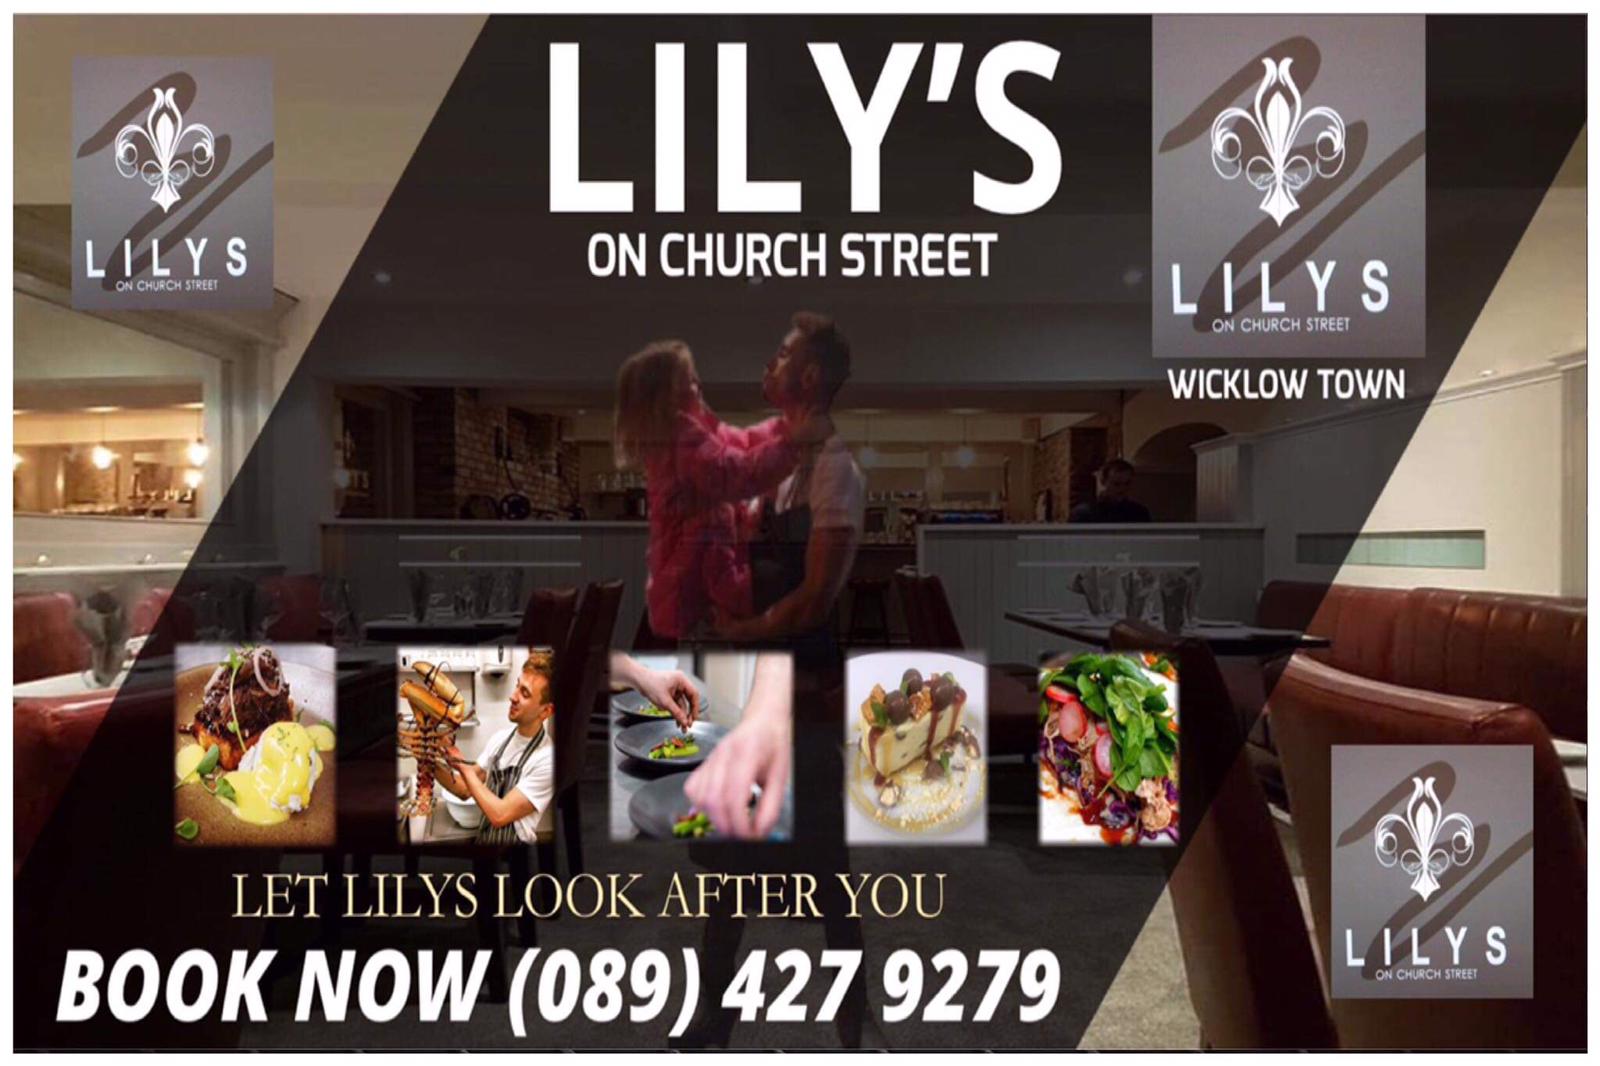 LILY'S
ON CHURCH STREET
LILYS
ON CHURCH STREET
LILYS
ON CHURCH STREET
WICKLOW TOWN
LET LILYS LOOK AFTER YOU
BOOK NOW (089) 427 9279
LILYS
ON CHURCH STREET